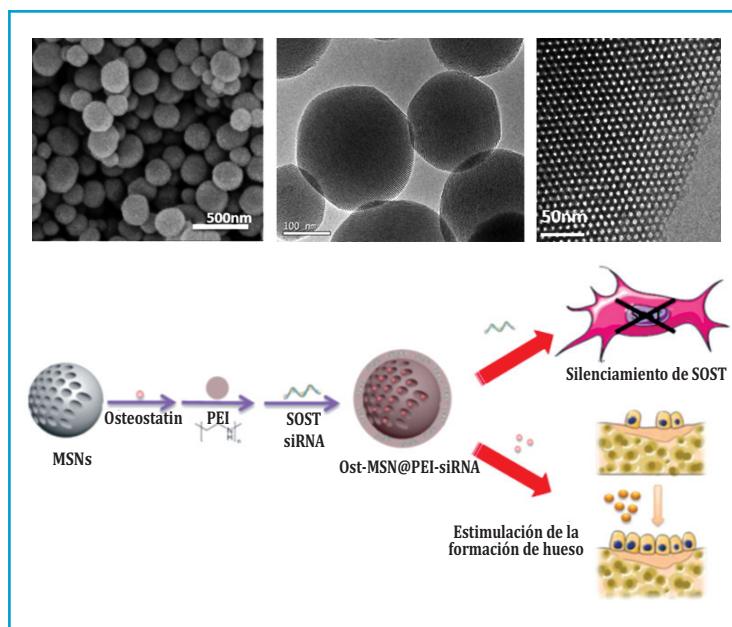 500nm
100 nm
50nm
Silenciamiento de SOST
Osteostatin
PEI
SOST
siRNA
MSNs
Ost-MSN@PEI-siRNA
Estimulación de la
formación de hueso